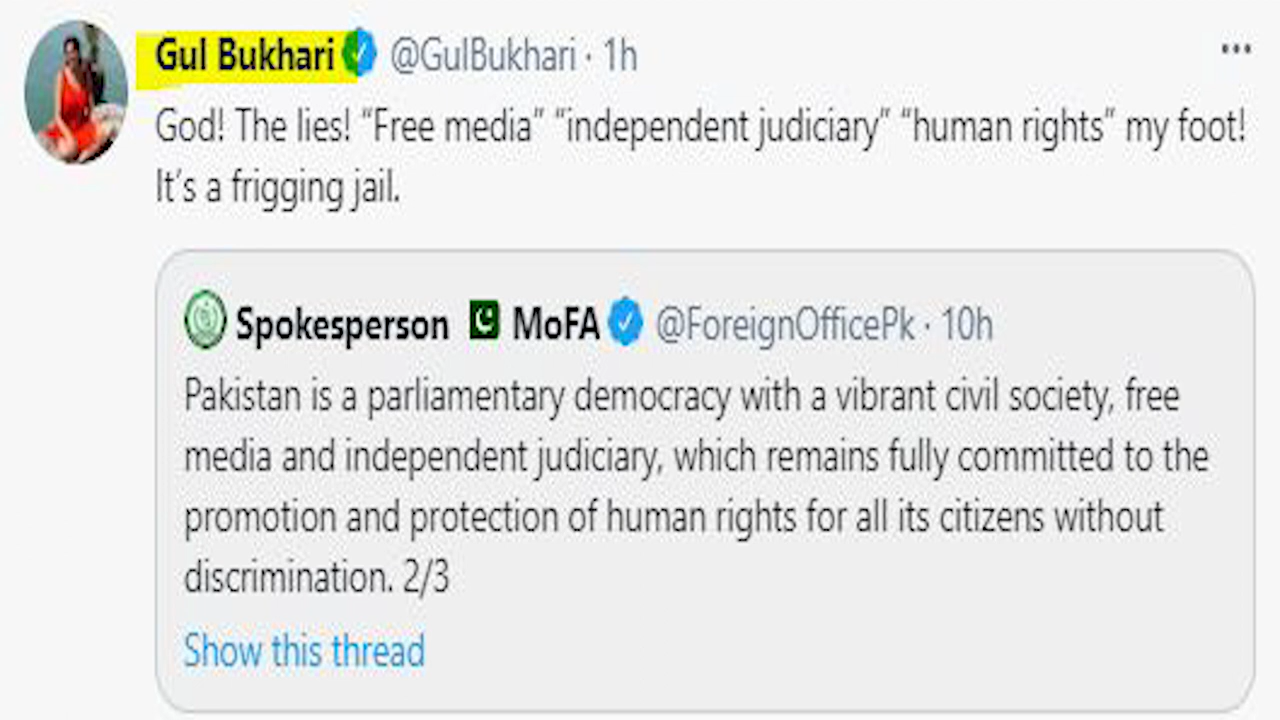 Gul Bukhari @GulBukhari · 1h
God! The lies! “Free media” “independent judiciary” “human rights” my foot!
It’s a frigging jail.
Spokesperson MoFA @ForeignOfficePk · 10h
Pakistan is a parliamentary democracy with a vibrant civil society, free
media and independent judiciary, which remains fully committed to the
promotion and protection of human rights for all its citizens without
discrimination. 2/3
Show this thread